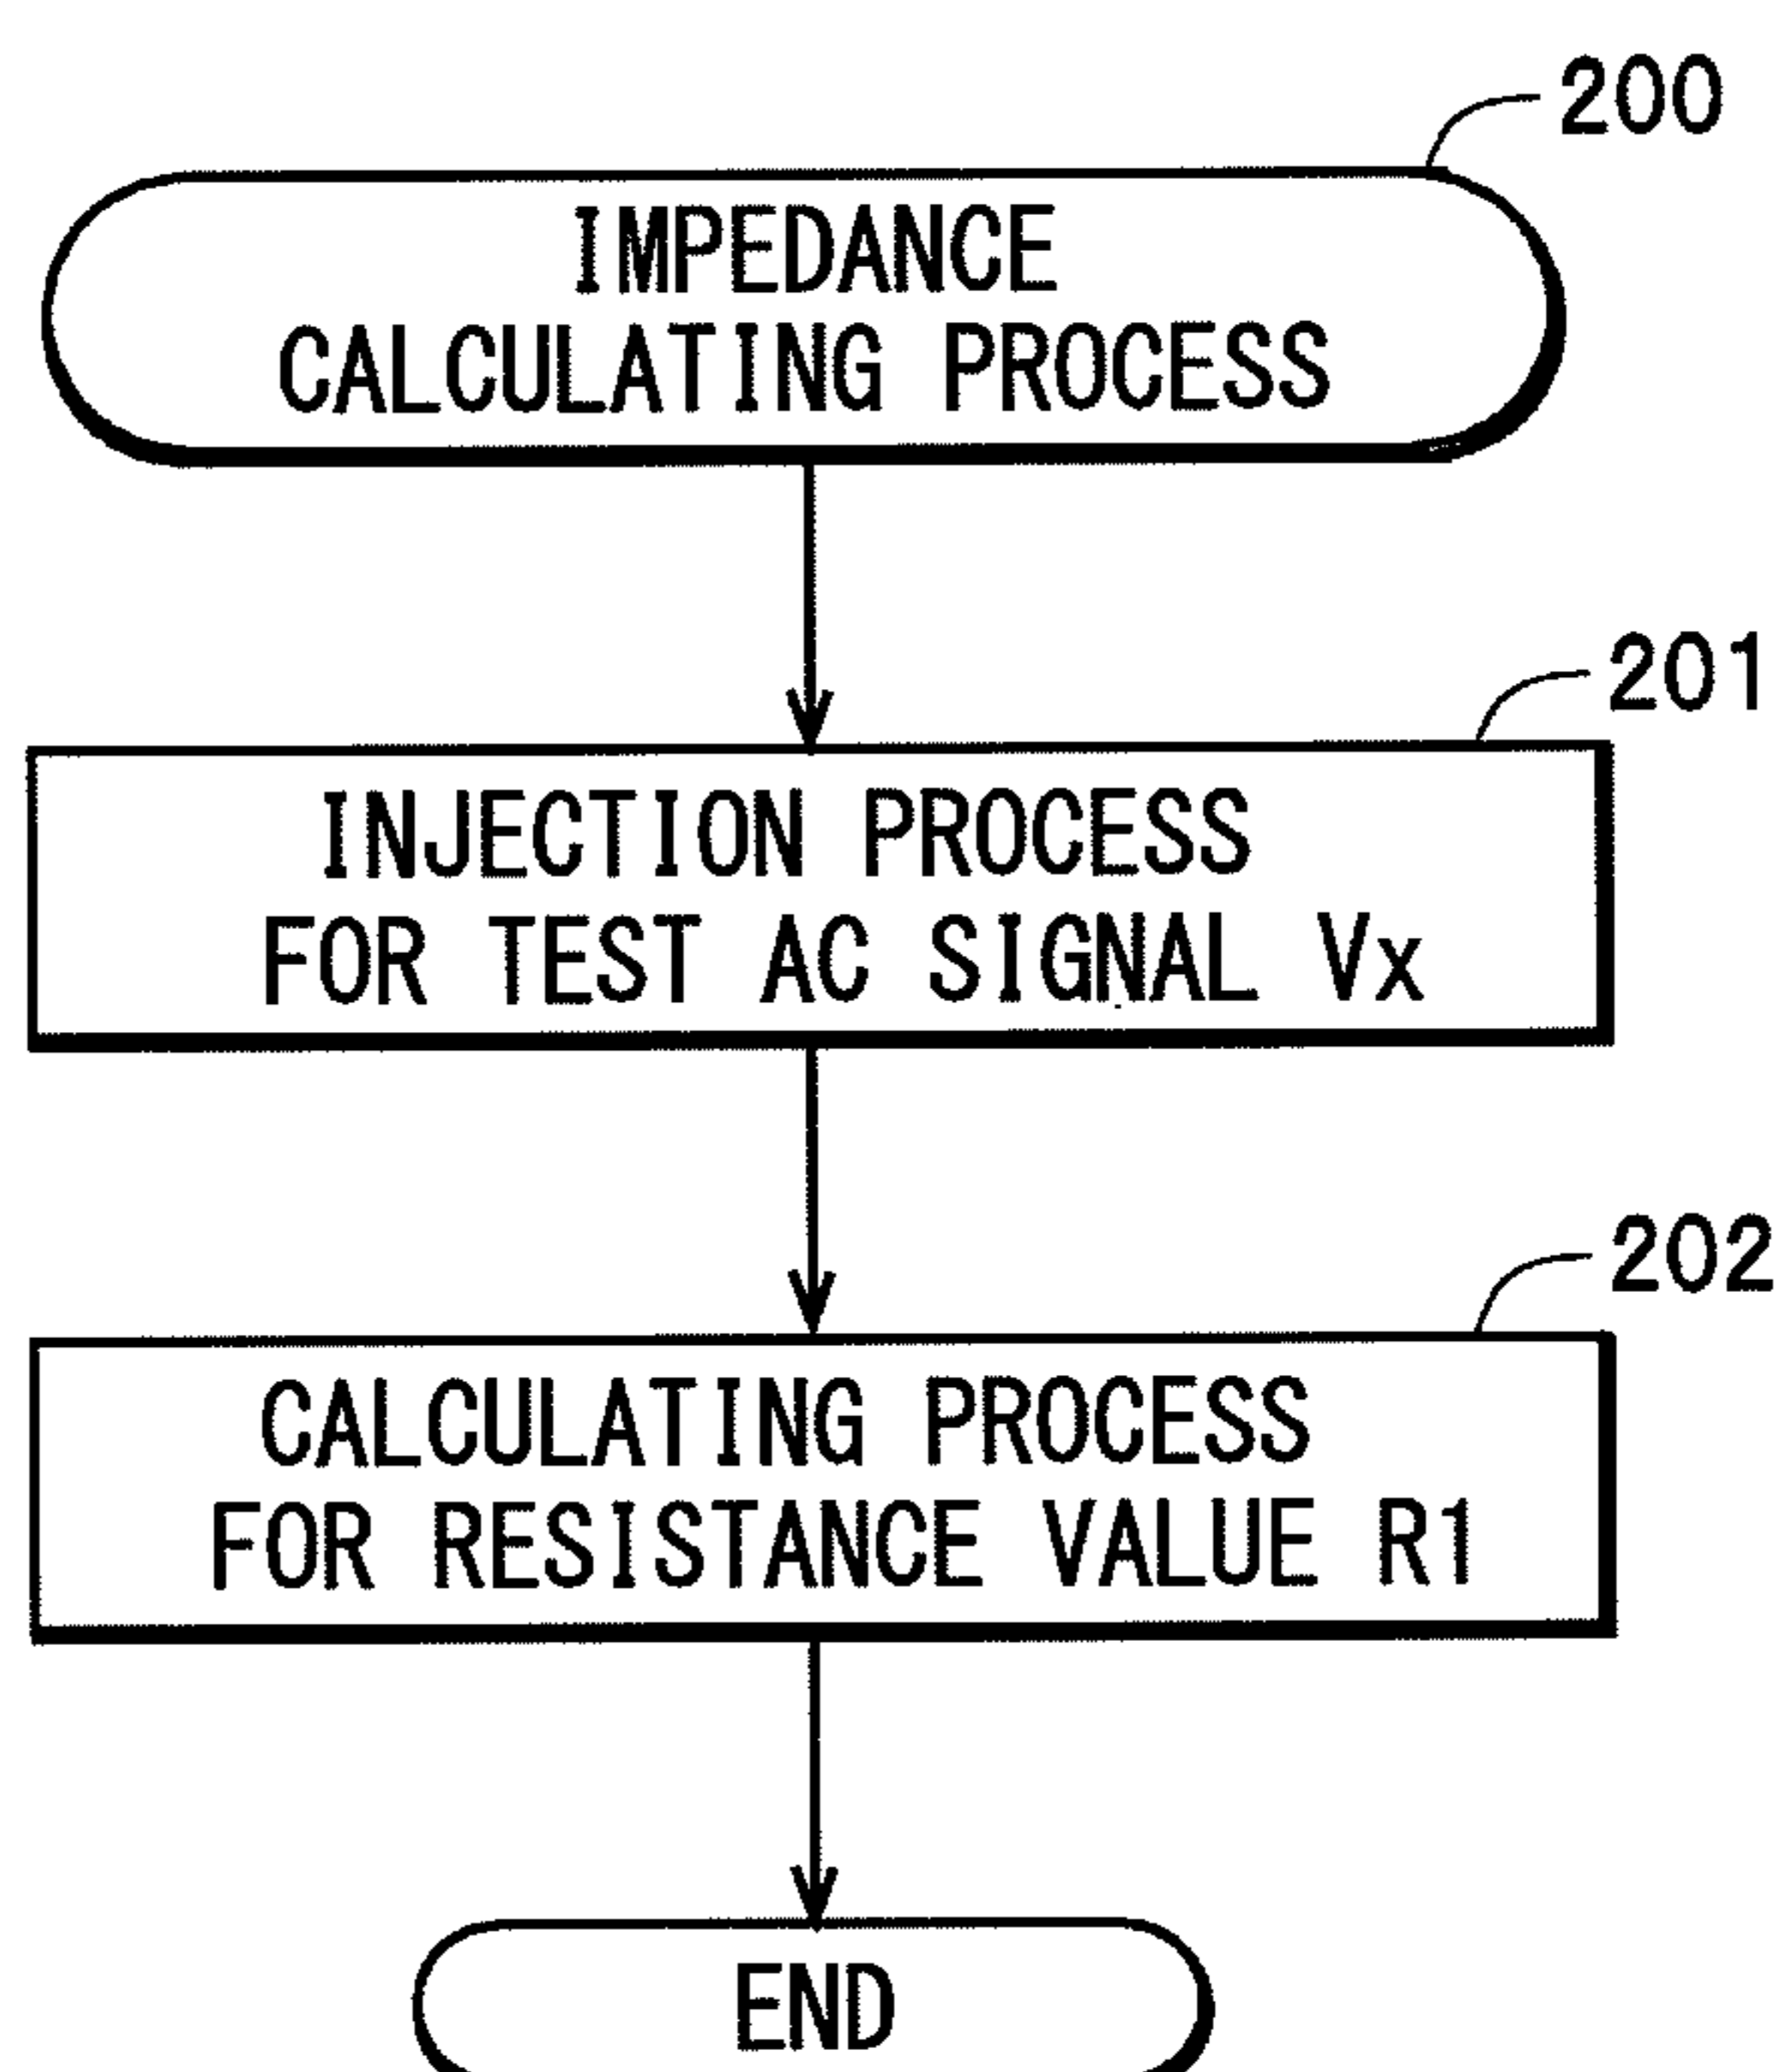 200
IMPEDANCE
CALCULATING PROCESS
201
INJECTION PROCESS
FOR TEST AC SIGNAL Vx
202
CALCULATING PROCESS
FOR RESISTANCE VALUE R1
END